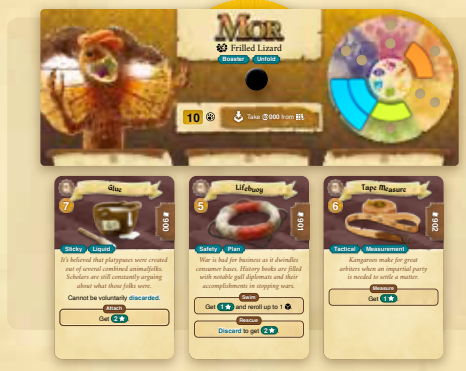 MOR
Frilled Lizard
Boaster Unfold
10
Take 000 from
Glue
7
900
Sticky Liquid
It's believed that platypuses were created
out of several combined animalfolks.
Scholars are still constantly arguing
about what those folks were.
Cannot be voluntarily discarded.
Attach
Get 2★.
Lifebuoy
5
901
Safety Plan
War is bad for business as it dwindles
consumer bases. History books are filled
with notable gull diplomats and their
accomplishments in stopping wars.
Swim
Get 1★ and reroll up to 1
Rescue
Discard to get 2★.
Tape Measure
6
902
Tactical Measurement
Kangaroos make for great
arbiters when an impartial party
is needed to settle a matter.
Measure
Get 1★.